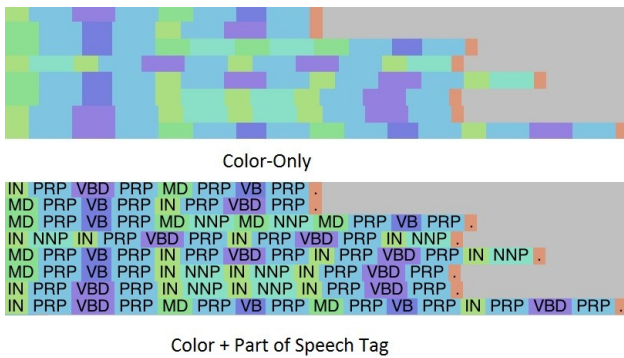 Color-Only
IN PRP VBD PRP MD PRP VB PRP .
MD PRP VB PRP IN PRP VBD PRP .
MD PRP VB PRP MD NNP MD NNP MD PRP VB PRP .
IN NNP IN PRP VBD PRP IN PRP VBD PRP IN NNP .
MD PRP VB PRP IN PRP VBD PRP IN PRP VBD PRP IN NNP .
MD PRP VB PRP IN NNP IN NNP IN PRP VBD PRP .
IN PRP VBD PRP IN NNP IN NNP IN PRP VBD PRP .
IN PRP VBD PRP MD PRP VB PRP MD PRP VB PRP IN PRP VBD PRP .
Color + Part of Speech Tag